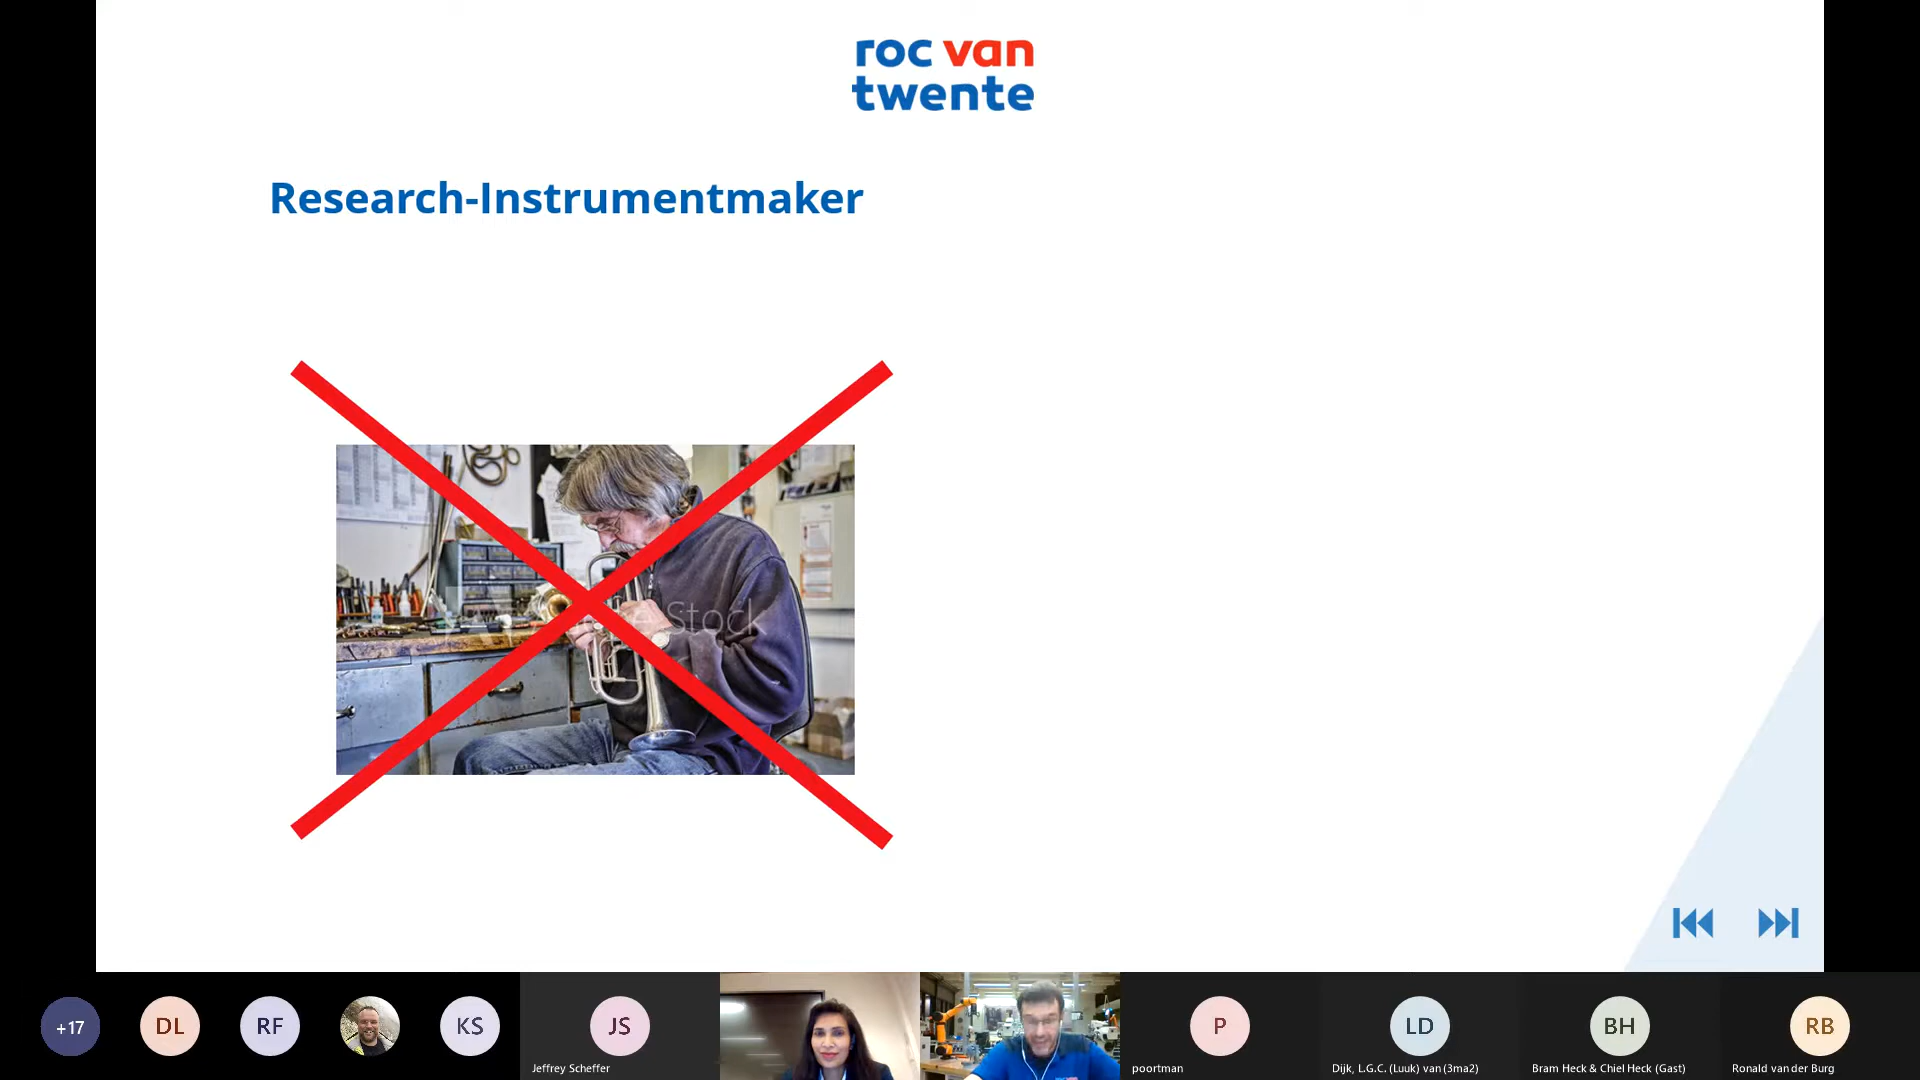 roc van
twente
Research-Instrumentmaker
Stock
+17
DL
RF
KS
JS
Jeffrey Scheffer
P
poortman
LD
Dijk, L.G.C. (Luuk) van (3ma2)
BH
Bram Heck & Chiel Heck (Gast)
RB
Ronald van der Burg